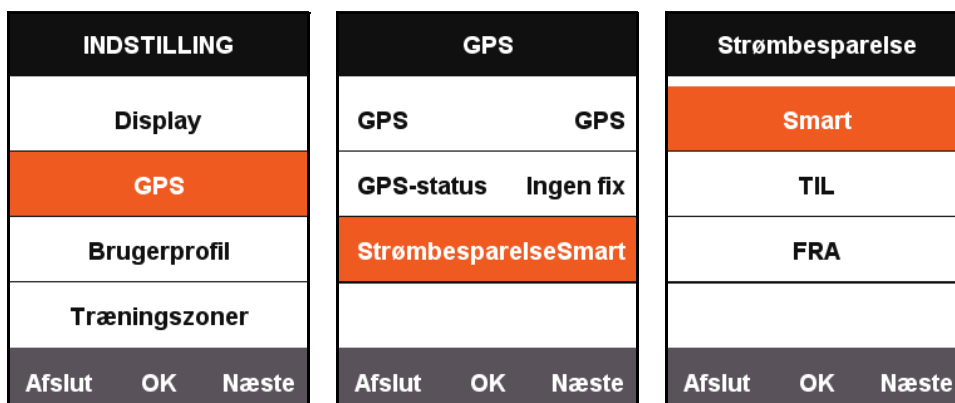 INDSTILLING
Display
GPS
Brugerprofil
Træningszoner
Afslut OK Næste
GPS
GPS GPS
GPS-status Ingen fix
StrømbesparelseSmart
Afslut OK Næste
Strømbesparelse
Smart
TIL
FRA
Afslut OK Næste